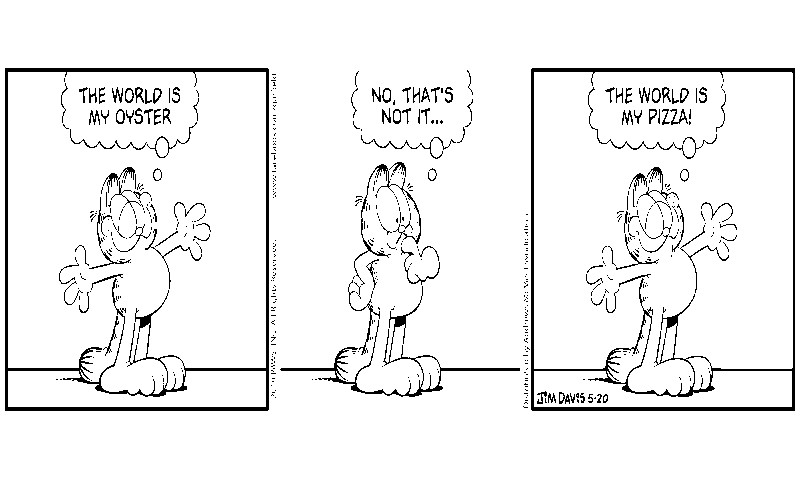 THE WORLD IS
MY OYSTER
NO, THAT'S
NOT IT...
THE WORLD IS
MY PIZZA!
JIM DAVIS 5-20